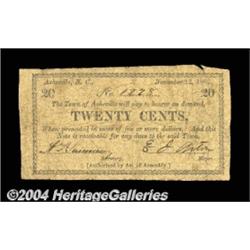 Asheville, N. C. November 12,
20 No. 1228 20
The Town of Asheville will pay to bearer on demand,
TWENTY CENTS,
When presented in sums of five or more dollars. And this
Note is receivable for any dues to the said Town.
Mayor.
[Authorized by Act of Assembly.]
©2004 HeritageGalleries.com